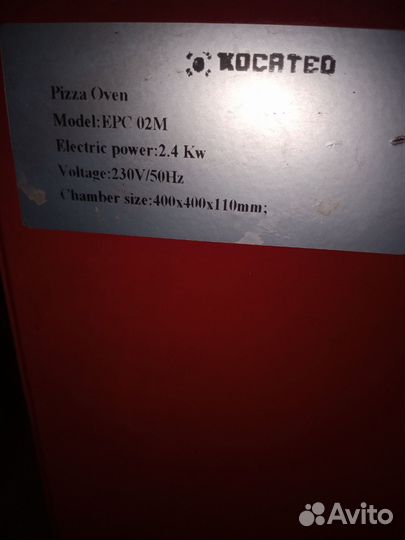 KOCATEQ
Pizza Oven
Model:EPC 02M
Electric power:2.4 Kw
Voltage:230V/50Hz
Chamber size:400x400x110mm;
Avito